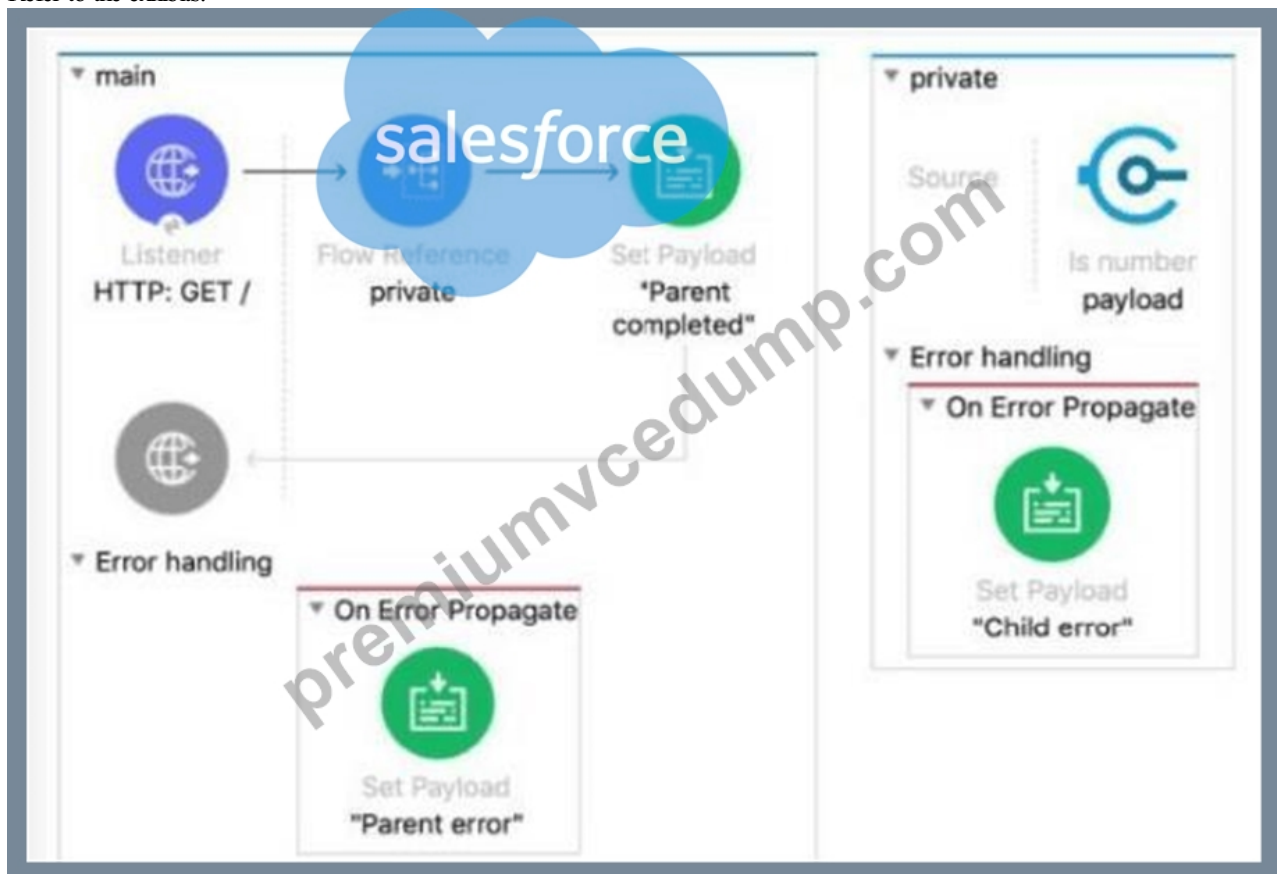 main
Listener
HTTP: GET /
Flow Reference
private
salesforce
Set Payload
"Parent
completed"
Error handling
On Error Propagate
Set Payload
"Parent error"
private
Source
Is number
payload
Error handling
On Error Propagate
Set Payload
"Child error"
premiumvcedump.com